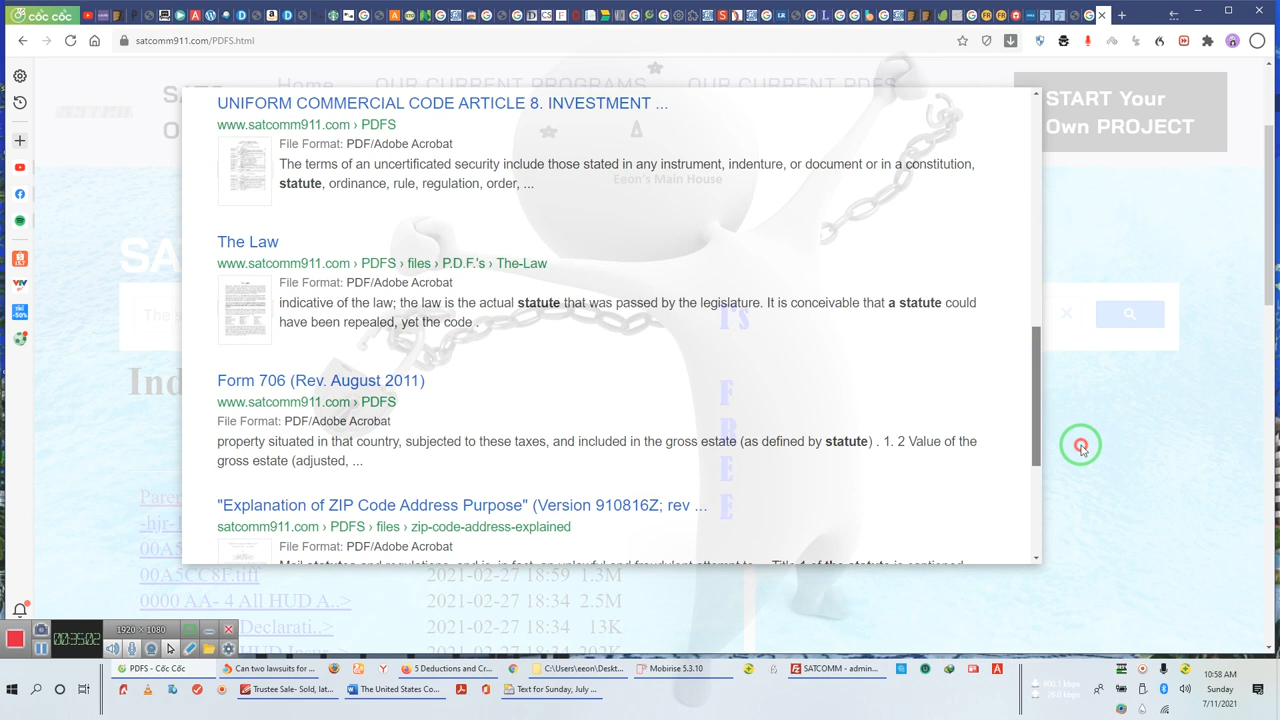 cốc cốc
satcomm911.com/PDFS.html
Home OUR CURRENT PROGRAMS OUR CURRENT PDFS
START Your
Own PROJECT
UNIFORM COMMERCIAL CODE ARTICLE 8. INVESTMENT ...
www.satcomm911.com › PDFS
File Format: PDF/Adobe Acrobat
The terms of an uncertificated security include those stated in any instrument, indenture, or document or in a constitution,
statute, ordinance, rule, regulation, order, ...
Eeon's Main House
The Law
www.satcomm911.com › PDFS › files › P.D.F.'s › The-Law
File Format: PDF/Adobe Acrobat
indicative of the law; the law is the actual statute that was passed by the legislature. It is conceivable that a statute could
have been repealed, yet the code .
I's
F
R
E
E
Form 706 (Rev. August 2011)
www.satcomm911.com › PDFS
File Format: PDF/Adobe Acrobat
property situated in that country, subjected to these taxes, and included in the gross estate (as defined by statute) . 1. 2 Value of the
gross estate (adjusted, ...
"Explanation of ZIP Code Address Purpose" (Version 910816Z; rev ...
satcomm911.com › PDFS › files › zip-code-address-explained
File Format: PDF/Adobe Acrobat
00A5CC8F.tiff 2021-02-27 18:59 1.3M
0000 AA- 4 All HUD A..> 2021-02-27 18:34 2.5M
Declarati..> 2021-02-27 18:34 13K
00:35:02
1920 × 1080
PDFS - Cốc Cốc
Can two lawsuits for ...
5 Deductions and Cr...
C:\Users\eeon\Deskt...
Mobirise 5.3.10
SATCOMM - admin...
Trustee Sale- Sold, lat...
The United States Co...
Text for Sunday, July ...
10:58 AM
Sunday
7/11/2021